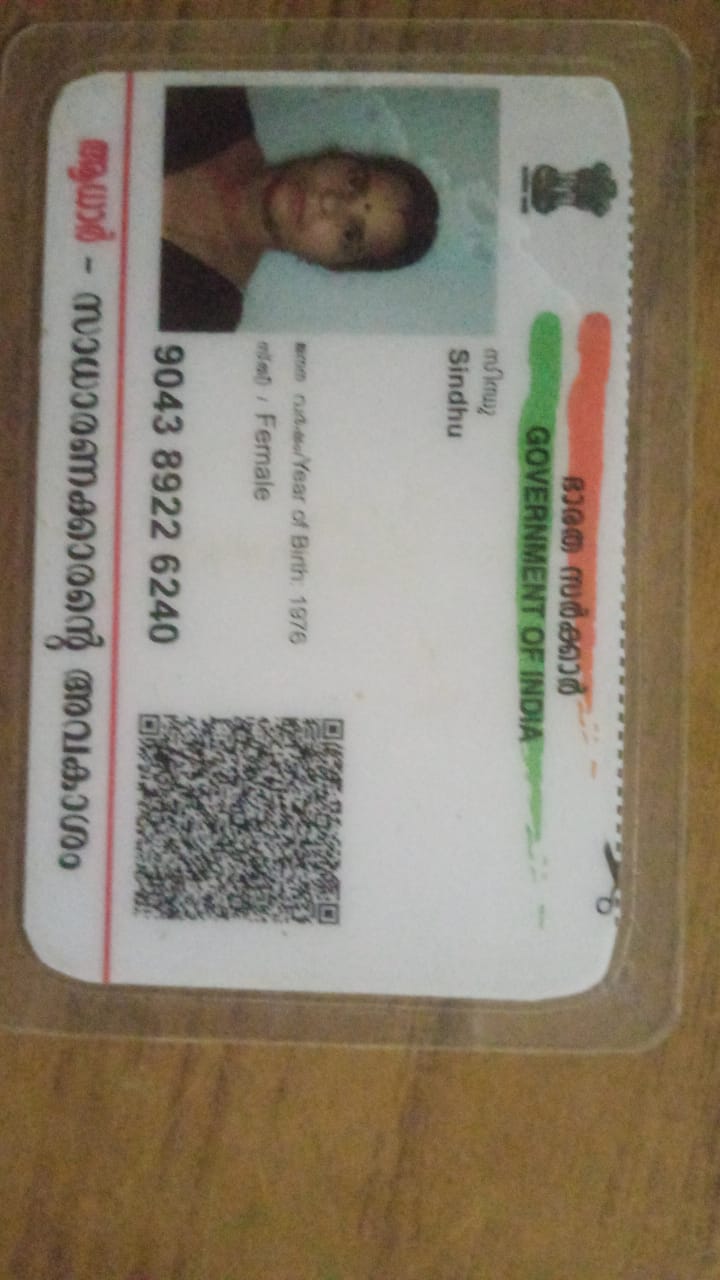 ഭാരത സർക്കാർ
GOVERNMENT OF INDIA
സിന്ധു
Sindhu
ജനന വർഷം/Year of Birth: 1976
സ്ത്രീ / Female
9043 8922 6240
ആധാർ - സാധാരണക്കാരന്റെ അവകാശം